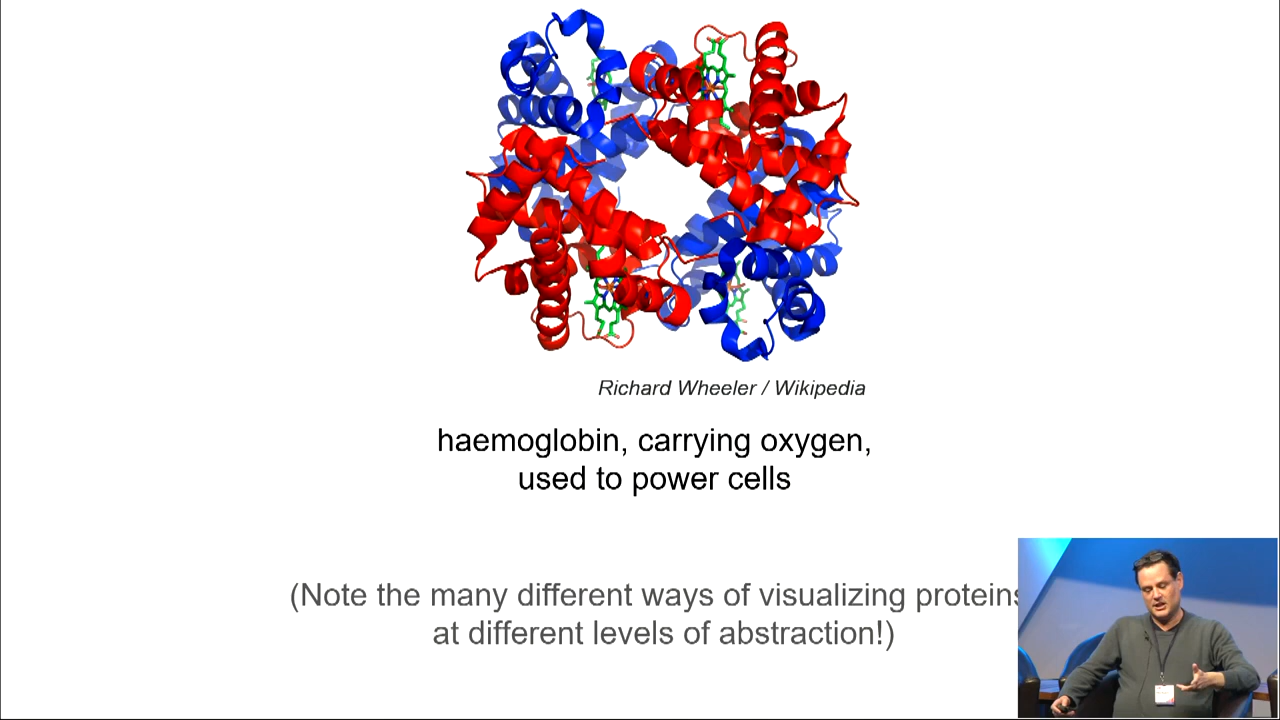 Richard Wheeler / Wikipedia
haemoglobin, carrying oxygen,
used to power cells
(Note the many different ways of visualizing proteins
at different levels of abstraction!)